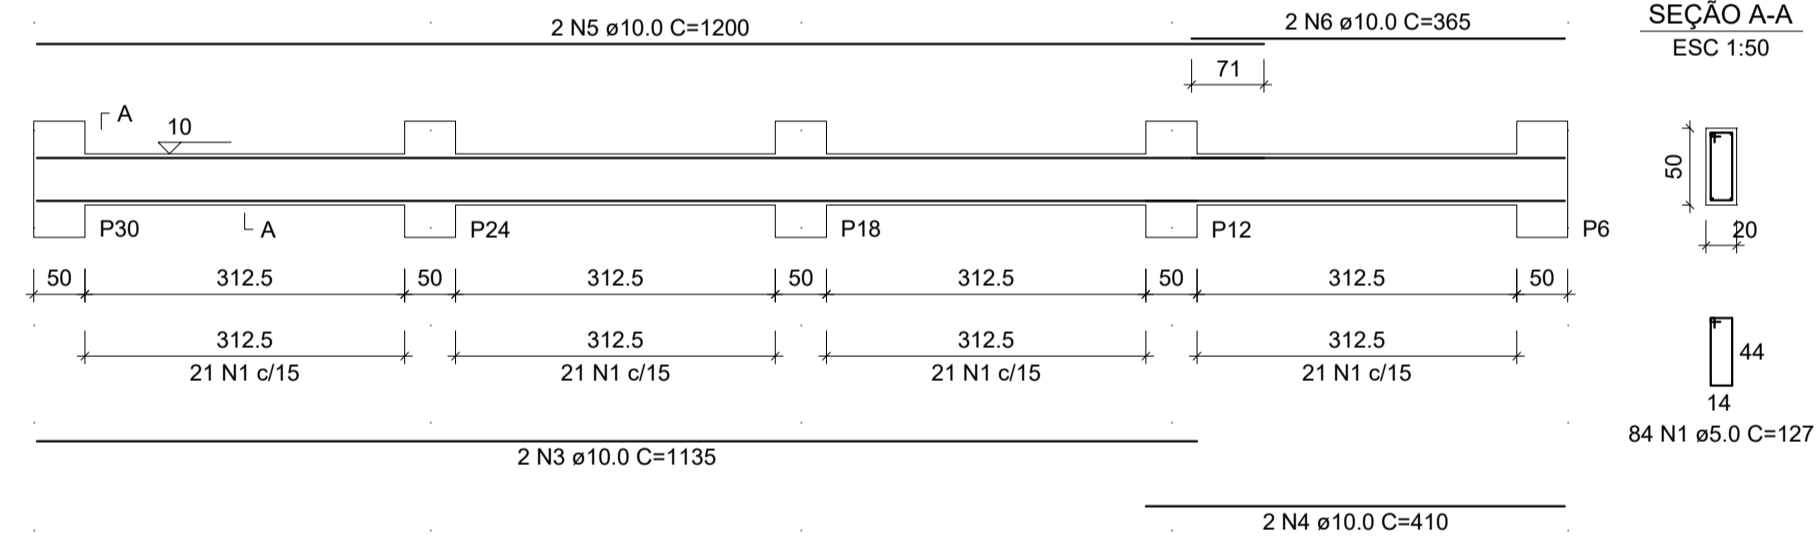 2 N5 ø10.0 C=1200
2 N6 ø10.0 C=365
SEÇÃO A-A
ESC 1:50
71
A
10
50
20
A
P30
P24
P18
P12
P6
50
312.5
50
312.5
50
312.5
50
312.5
50
312.5
312.5
312.5
312.5
21 N1 c/15
21 N1 c/15
21 N1 c/15
21 N1 c/15
44
14
84 N1 ø5.0 C=127
2 N3 ø10.0 C=1135
2 N4 ø10.0 C=410